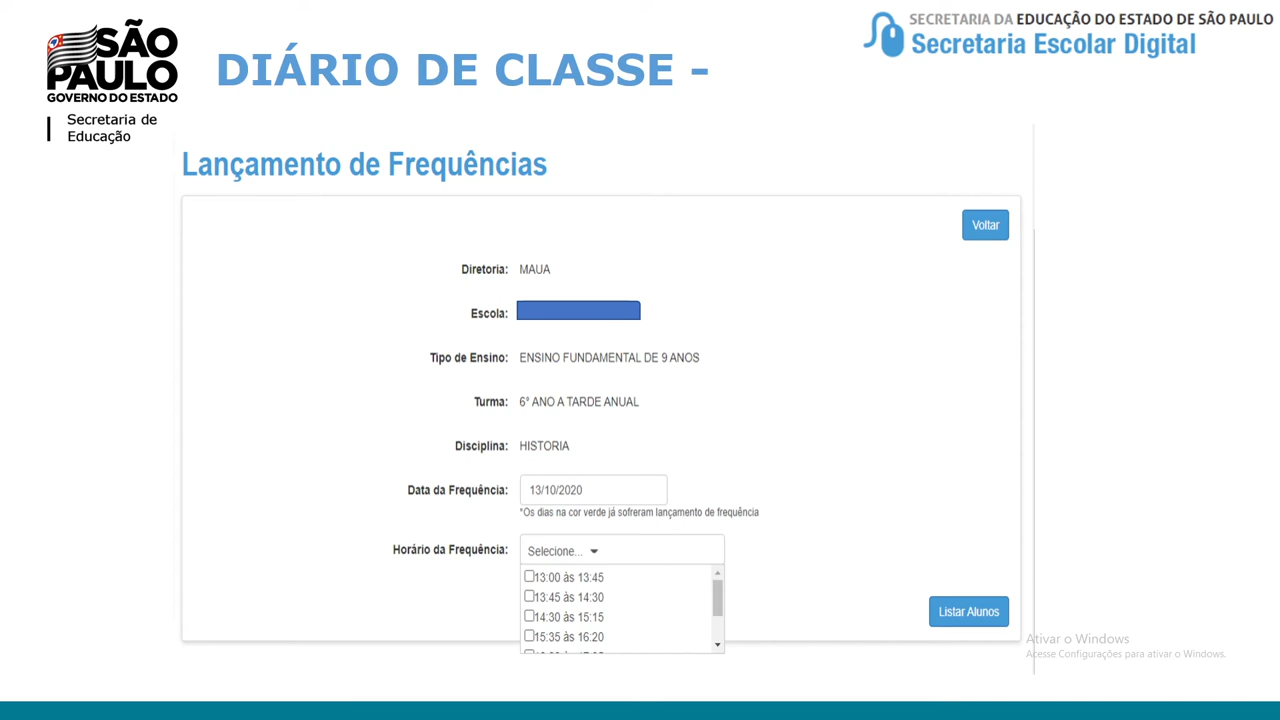 SÃO
PAULO
GOVERNO DO ESTADO
Secretaria de
Educação
DIÁRIO DE CLASSE -
SECRETARIA DA EDUCAÇÃO DO ESTADO DE SÃO PAULO
Secretaria Escolar Digital
Lançamento de Frequências
Voltar
Diretoria: MAUA
Escola:
Tipo de Ensino: ENSINO FUNDAMENTAL DE 9 ANOS
Turma: 6° ANO A TARDE ANUAL
Disciplina: HISTORIA
Data da Frequência: 13/10/2020
*Os dias na cor verde já sofreram lançamento de frequência
Horário da Frequência: Selecione...
13:00 às 13:45
13:45 às 14:30
14:30 às 15:15
15:35 às 16:20
Listar Alunos
Ativar o Windows
Acesse Configurações para ativar o Windows.